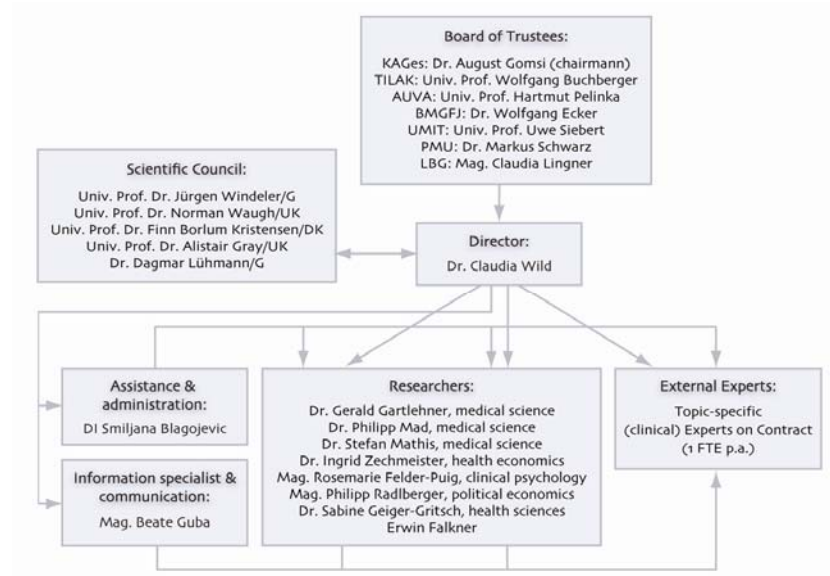 Board of Trustees:
KAGes: Dr. August Gomsi (chairmann)
TILAK: Univ. Prof. Wolfgang Buchberger
AUVA: Univ. Prof. Hartmut Pelinka
BMGFJ: Dr. Wolfgang Ecker
UMIT: Univ. Prof. Uwe Siebert
PMU: Dr. Markus Schwarz
LBG: Mag. Claudia Lingner
Scientific Council:
Univ. Prof. Dr. Jürgen Windeler/G
Univ. Prof. Dr. Norman Waugh/UK
Univ. Prof. Dr. Finn Borlum Kristensen/DK
Univ. Prof. Dr. Alistair Gray/UK
Dr. Dagmar Lühmann/G
Director:
Dr. Claudia Wild
Assistance &
administration:
DI Smiljana Blagojevic
Information specialist &
communication:
Mag. Beate Guba
Researchers:
Dr. Gerald Gartlehner, medical science
Dr. Philipp Mad, medical science
Dr. Stefan Mathis, medical science
Dr. Ingrid Zechmeister, health economics
Mag. Rosemarie Felder-Puig, clinical psychology
Mag. Philipp Radlberger, political economics
Dr. Sabine Geiger-Gritsch, health sciences
Erwin Falkner
External Experts:
Topic-specific
(clinical) Experts on Contract
(1 FTE p.a.)